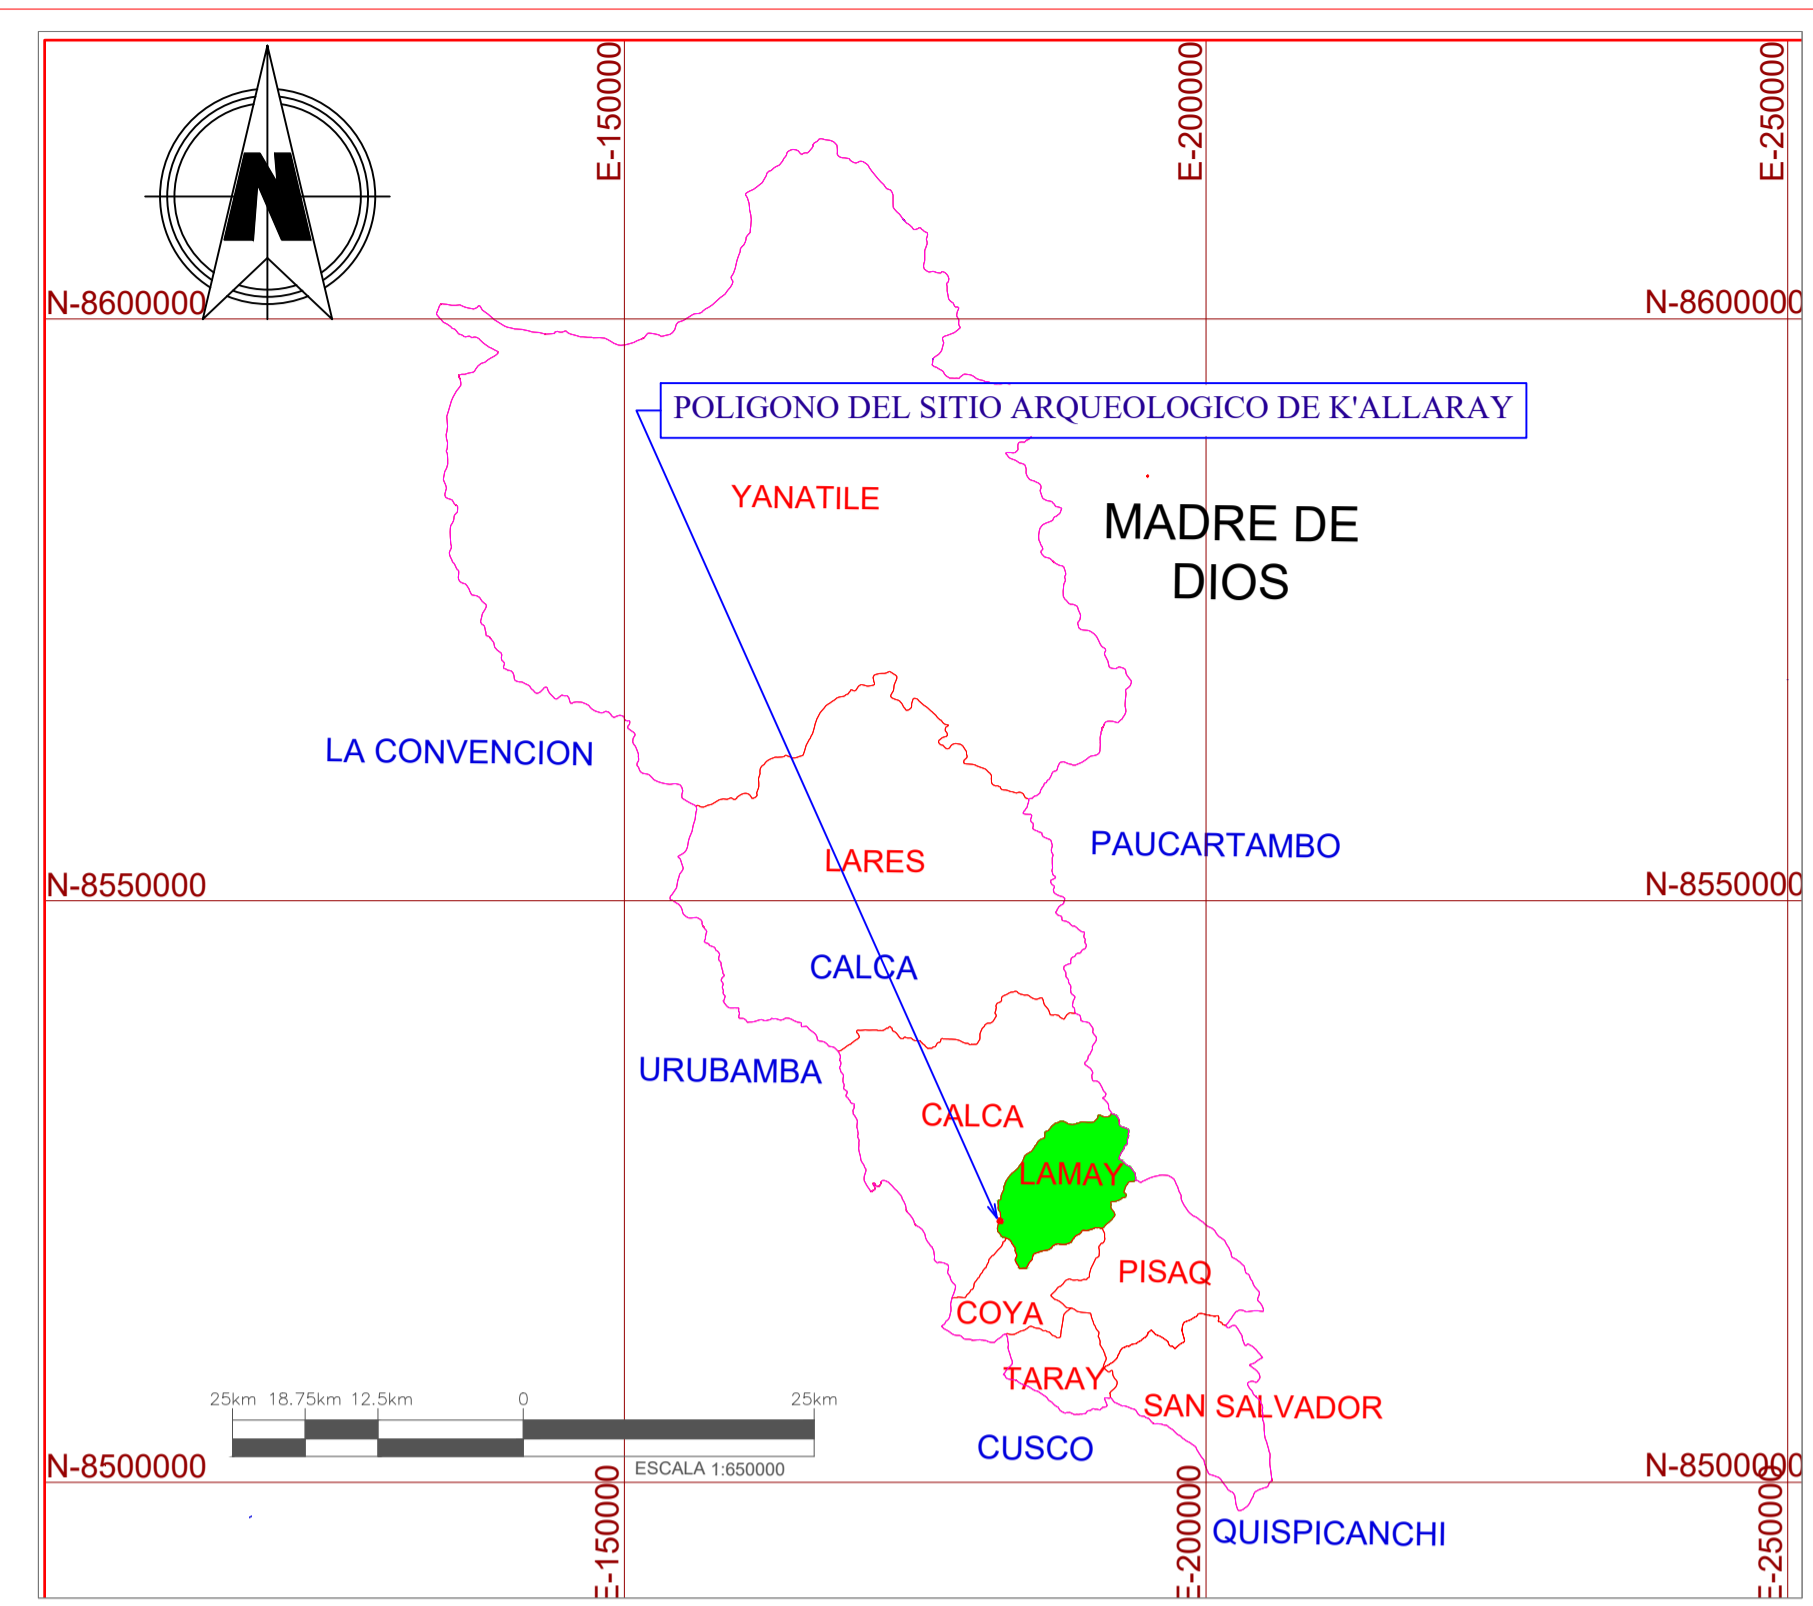 E-150000
E-200000
E-250000
N
N-8600000
N-8600000
POLIGONO DEL SITIO ARQUEOLOGICO DE K'ALLARAY
YANATILE
MADRE DE
DIOS
LA CONVENCION
PAUCARTAMBO
LARES
N-8550000
N-8550000
CALCA
URUBAMBA
CALCA
LAMAY
PISAQ
COYA
TARAY
SAN SALVADOR
25km 18.75km 12.5km 0 25km
CUSCO
ESCALA 1:650000
N-8500000
N-8500000
QUISPICANCHI
E-150000
E-200000
E-250000